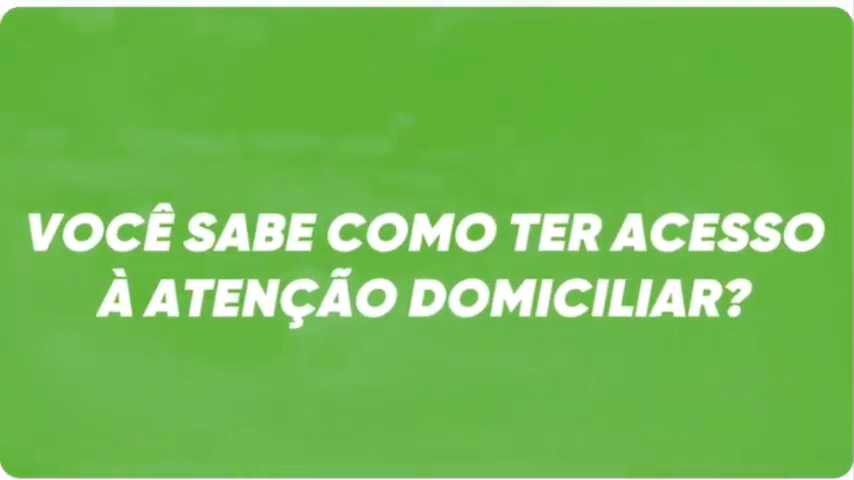 VOCÊ SABE COMO TER ACESSO
À ATENÇÃO DOMICILIAR?